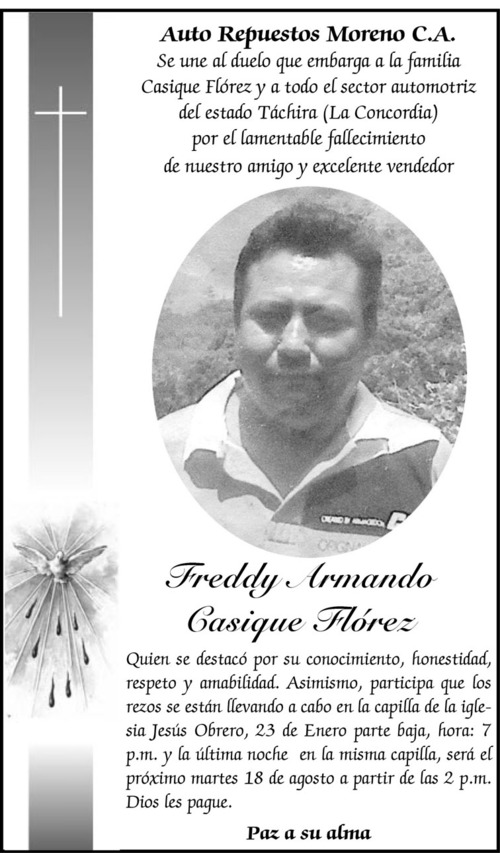 Auto Repuestos Moreno C.A.
Se une al duelo que embarga a la familia
Casique Flórez y a todo el sector automotriz
del estado Táchira (La Concordia)
por el lamentable fallecimiento
de nuestro amigo y excelente vendedor
CREATED BY ARMAGEDON
ORIGINAL
Freddy Armando
Casique Flórez
Quien se destacó por su conocimiento, honestidad,
respeto y amabilidad. Asimismo, participa que los
rezos se están llevando a cabo en la capilla de la igle-
sia Jesús Obrero, 23 de Enero parte baja, hora: 7
p.m. y la última noche en la misma capilla, será el
próximo martes 18 de agosto a partir de las 2 p.m.
Dios les pague.
Paz a su alma